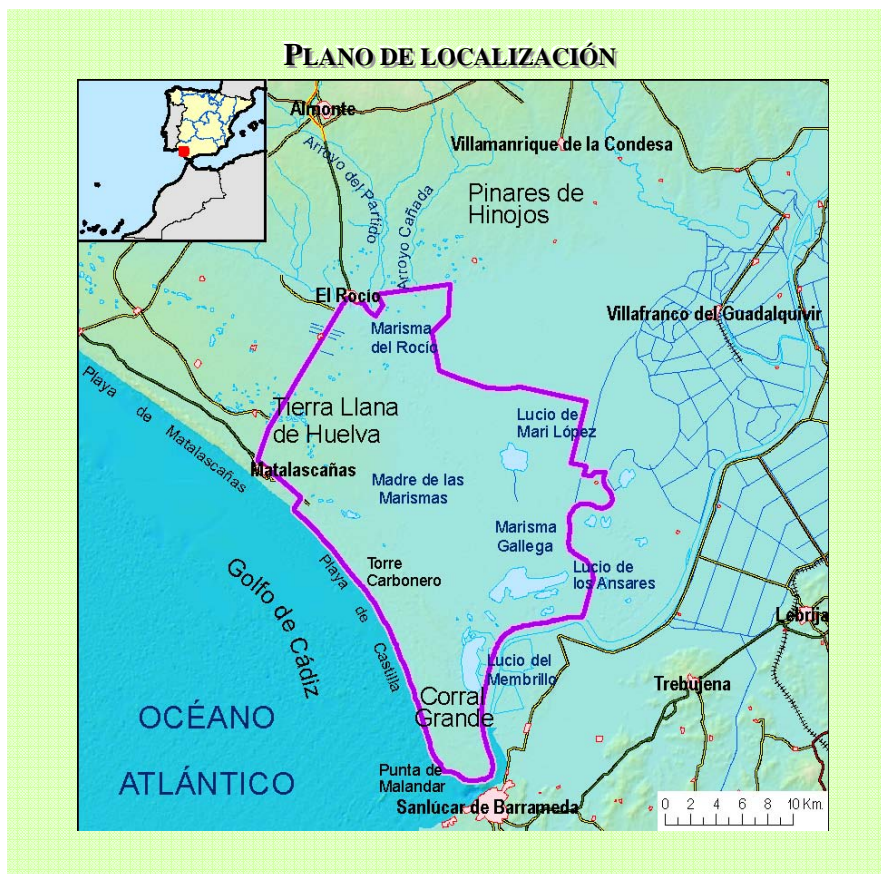 PLANO DE LOCALIZACIÓN
Almonte
Villamanrique de la Condesa
Arroyo del Partido
Arroyo Cañada
Pinares de
Hinojos
El Rocío
Marisma
del Rocío
Villafranco del Guadalquivir
Playa de Matalascañas
Tierra Llana
de Huelva
Lucio de
Mari López
Matalascañas
Madre de las
Marismas
Marisma
Gallega
Torre
Carbonero
Lucio de
los Ansares
Golfo de Cádiz
Playa de Castilla
Lebrija
Lucio del
Membrillo
Trebujena
Corral
Grande
OCÉANO
ATLÁNTICO
Punta de
Malandar
Sanlúcar de Barrameda
0 2 4 6 8 10 Km.